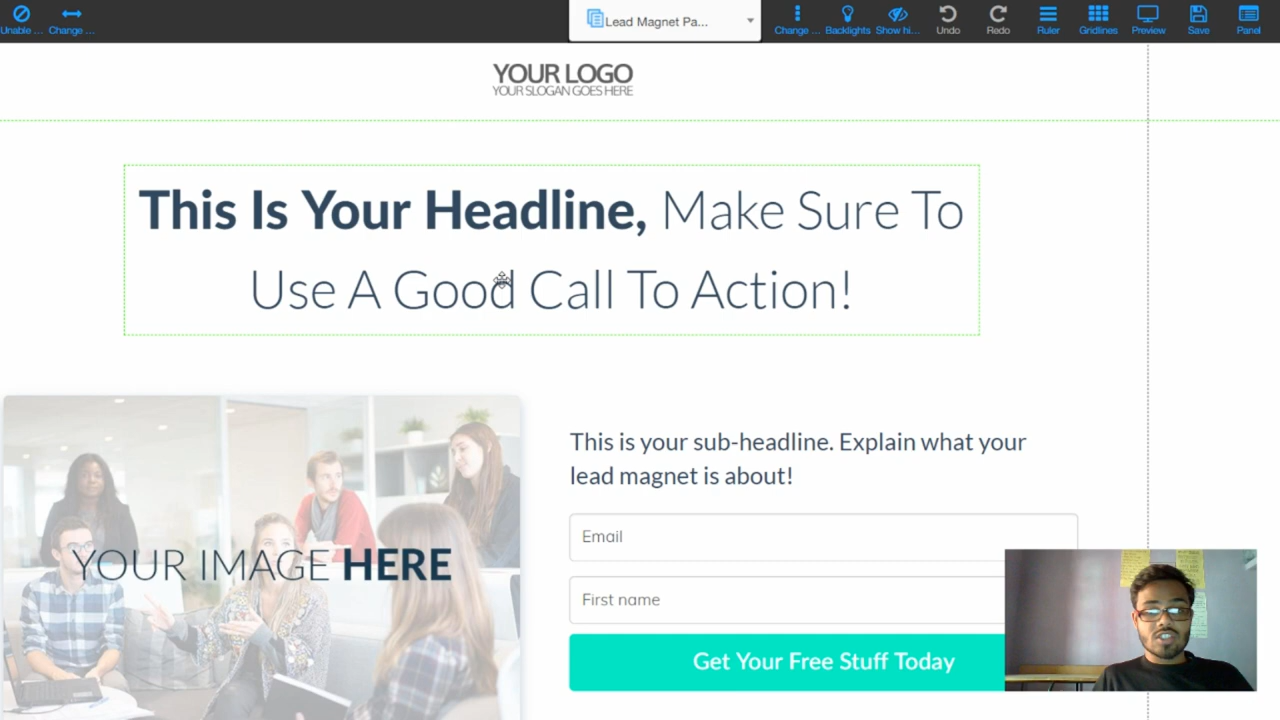 Unable ...
Change ...
Lead Magnet Pa...
Change ...
Backlights
Show hi...
Undo
Redo
Ruler
Gridlines
Preview
Save
Panel
YOUR LOGO
YOUR SLOGAN GOES HERE
This Is Your Headline, Make Sure To
Use A Good Call To Action!
YOUR IMAGE HERE
This is your sub-headline. Explain what your
lead magnet is about!
Email
First name
Get Your Free Stuff Today